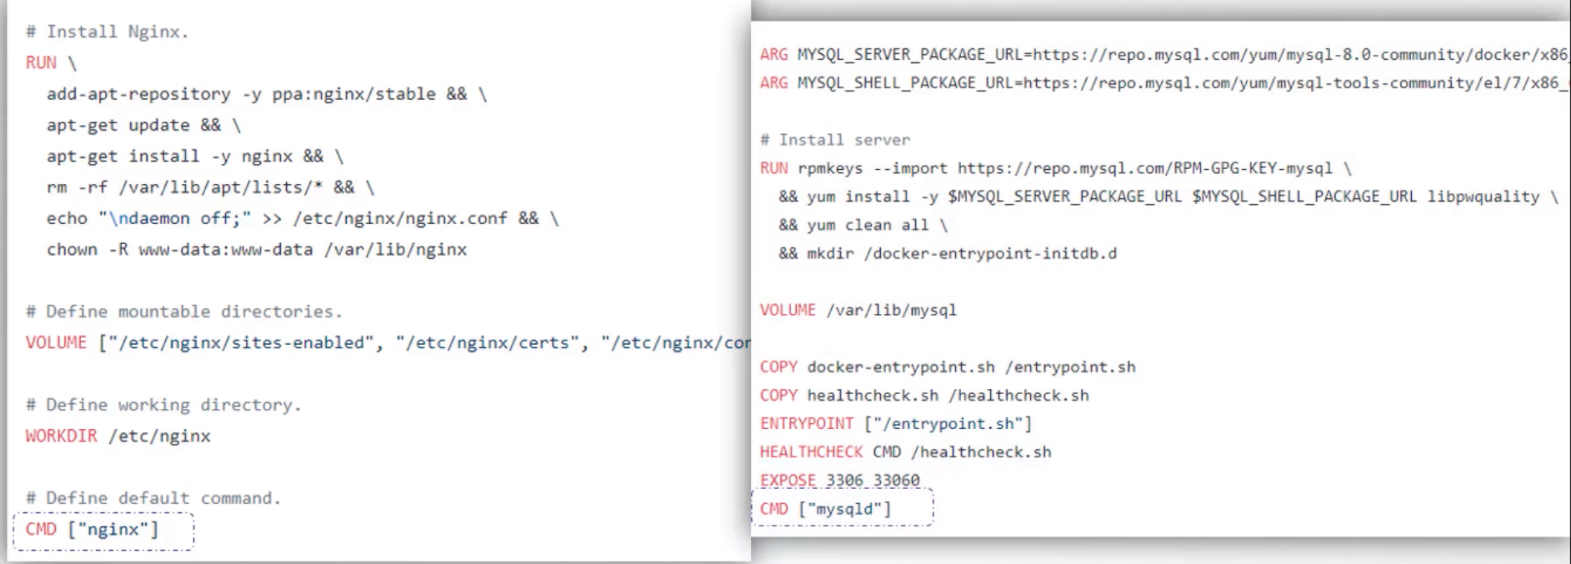 # Install Nginx.
RUN \
add-apt-repository -y ppa:nginx/stable && \
apt-get update && \
apt-get install -y nginx && \
rm -rf /var/lib/apt/lists/* && \
echo "\ndaemon off;" >> /etc/nginx/nginx.conf && \
chown -R www-data:www-data /var/lib/nginx
# Define mountable directories.
VOLUME ["/etc/nginx/sites-enabled", "/etc/nginx/certs", "/etc/nginx/con
# Define working directory.
WORKDIR /etc/nginx
# Define default command.
CMD ["nginx"]
ARG MYSQL_SERVER_PACKAGE_URL=https://repo.mysql.com/yum/mysql-8.0-community/docker/x86_
ARG MYSQL_SHELL_PACKAGE_URL=https://repo.mysql.com/yum/mysql-tools-community/el/7/x86_
# Install server
RUN rpmkeys --import https://repo.mysql.com/RPM-GPG-KEY-mysql \
&& yum install -y $MYSQL_SERVER_PACKAGE_URL $MYSQL_SHELL_PACKAGE_URL libpwquality \
&& yum clean all \
&& mkdir /docker-entrypoint-initdb.d
VOLUME /var/lib/mysql
COPY docker-entrypoint.sh /entrypoint.sh
COPY healthcheck.sh /healthcheck.sh
ENTRYPOINT ["/entrypoint.sh"]
HEALTHCHECK CMD /healthcheck.sh
EXPOSE 3306 33060
CMD ["mysqld"]